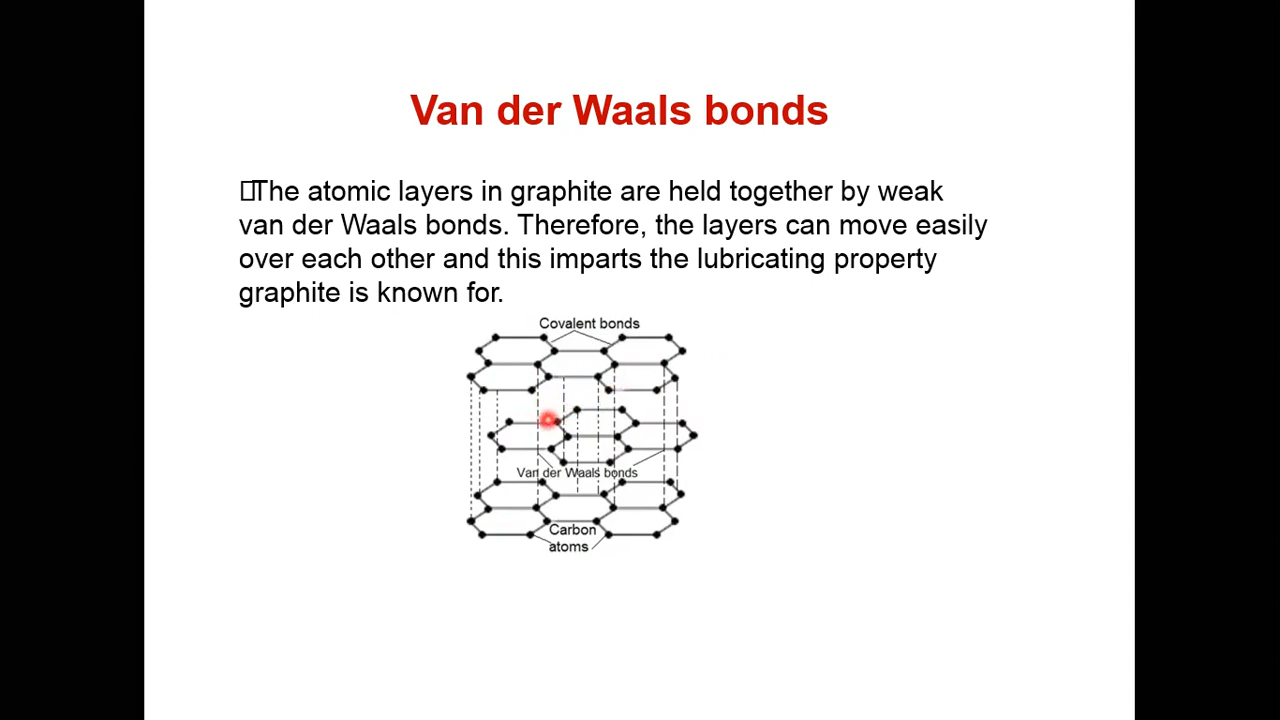 Van der Waals bonds
The atomic layers in graphite are held together by weak
van der Waals bonds. Therefore, the layers can move easily
over each other and this imparts the lubricating property
graphite is known for.
Covalent bonds
Van der Waals bonds
Carbon
atoms